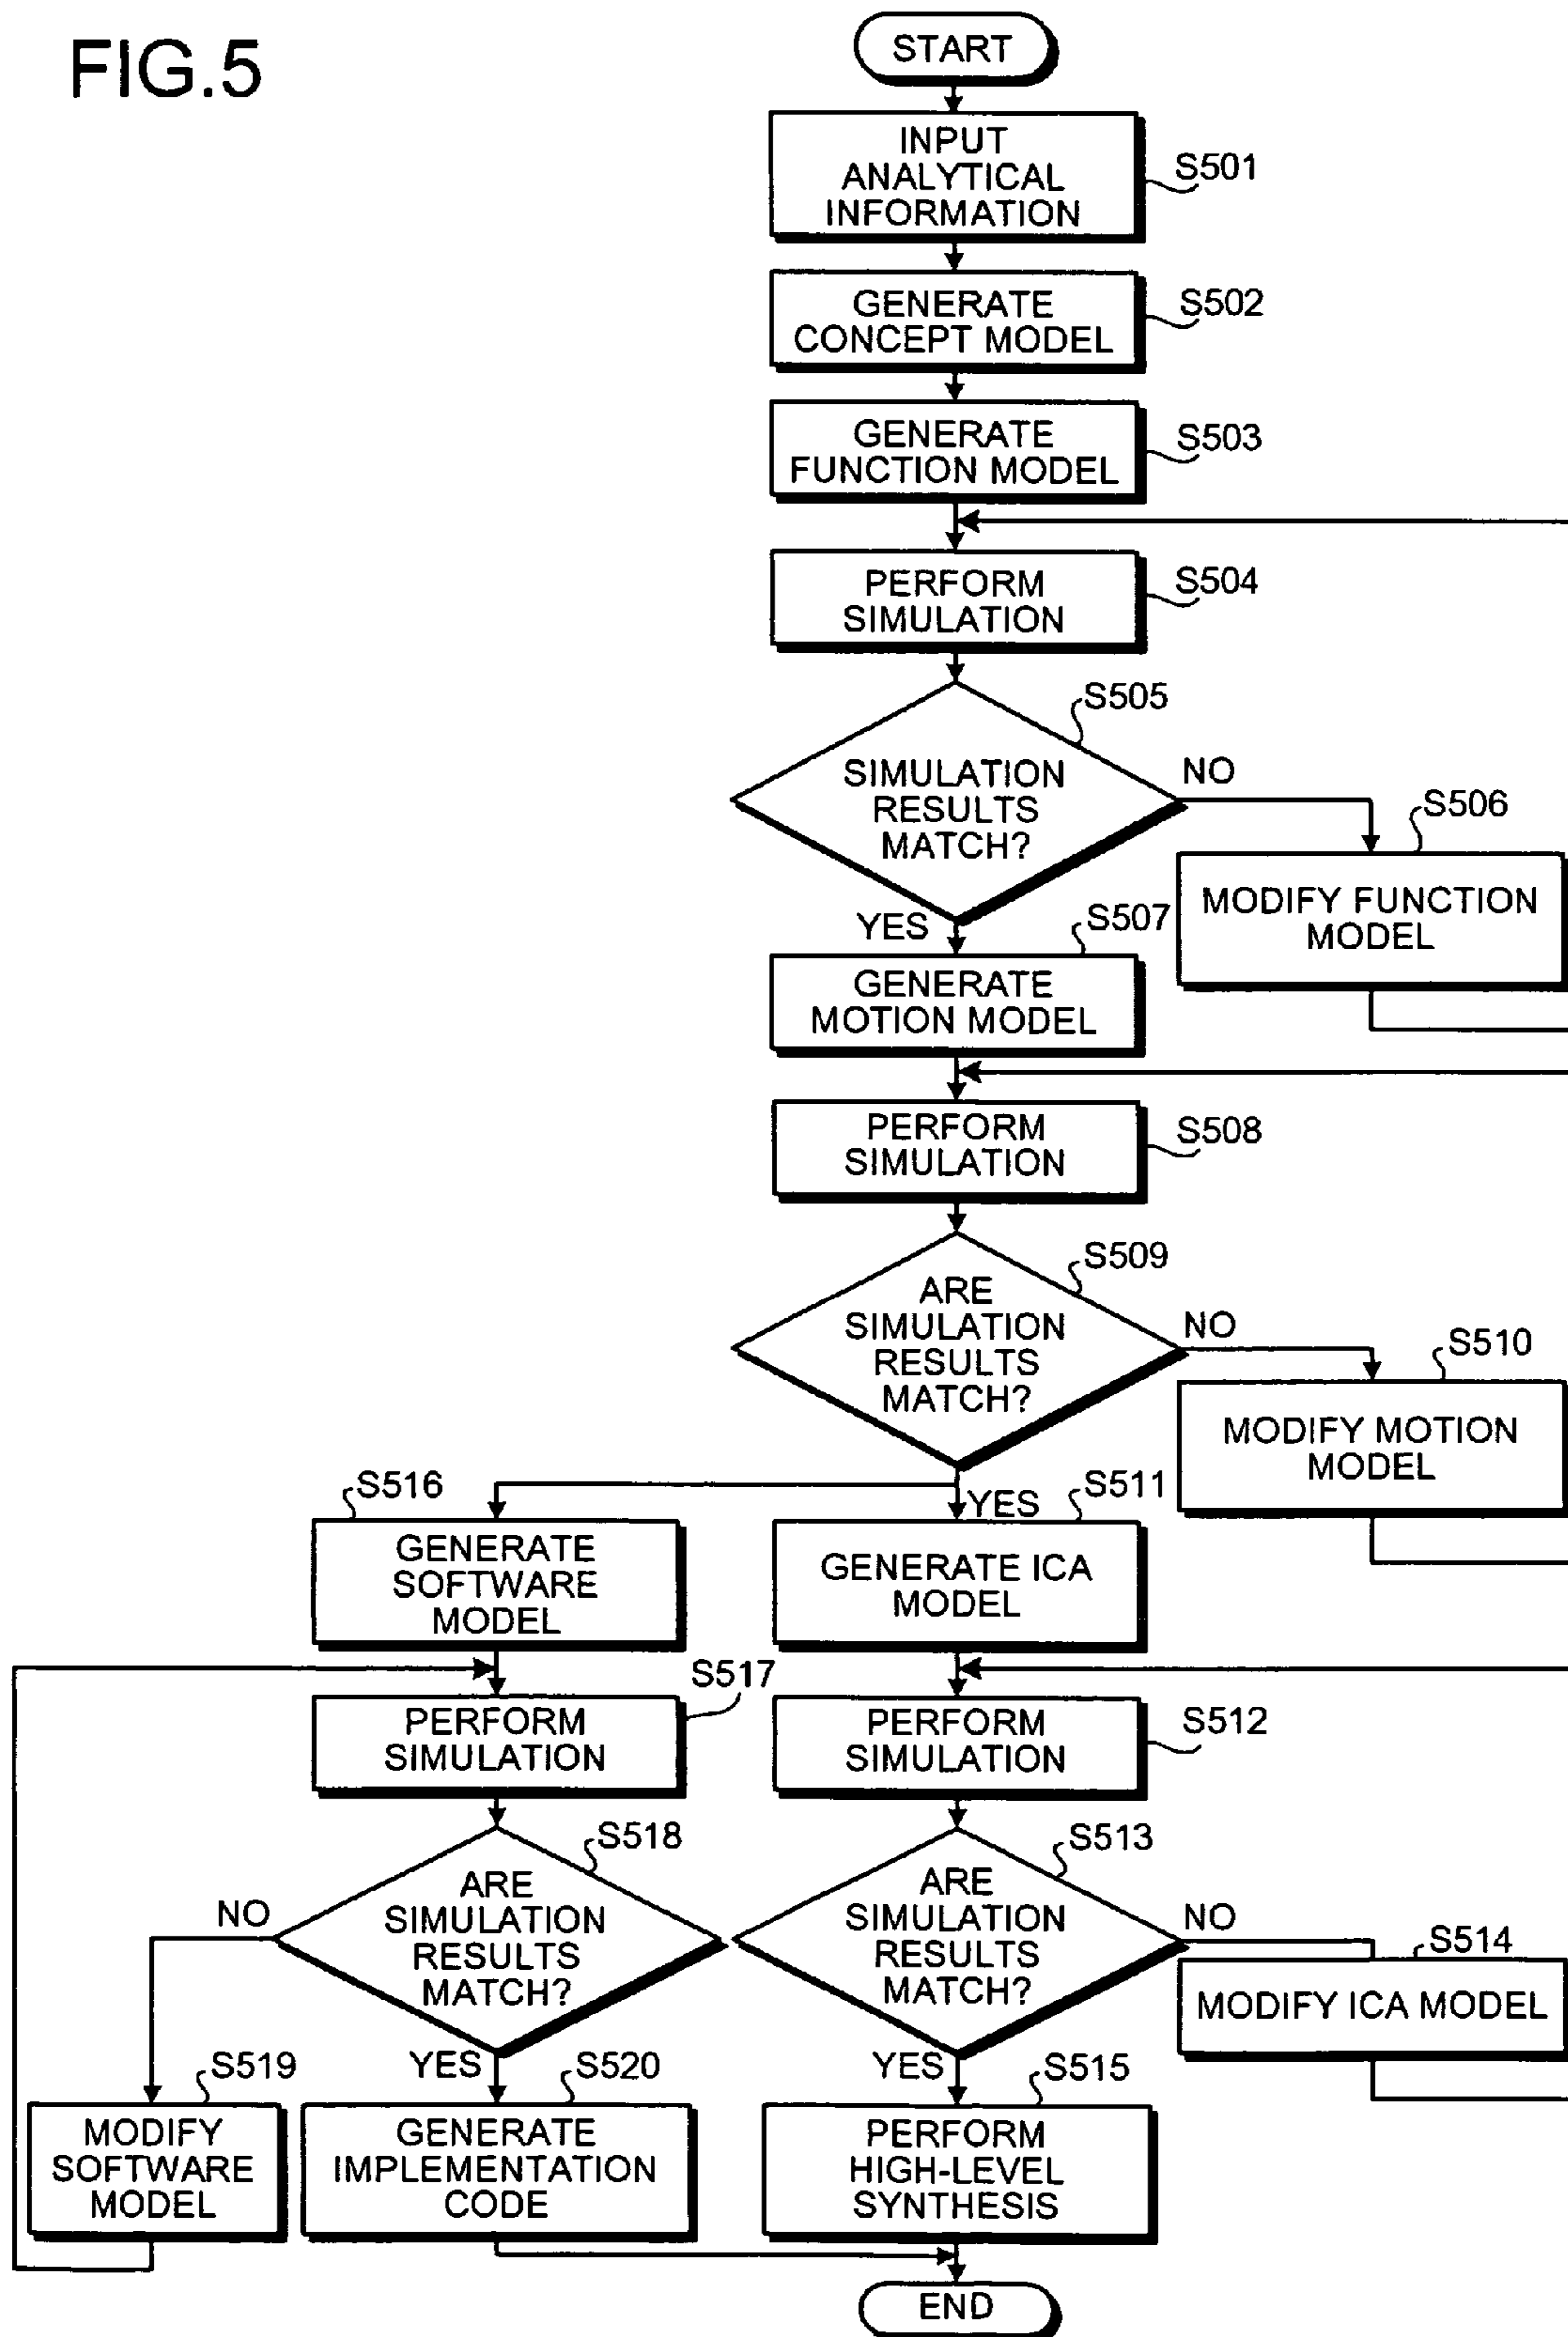 FIG.5
START
INPUT
ANALYTICAL
INFORMATION
S501
GENERATE
CONCEPT MODEL
S502
GENERATE
FUNCTION MODEL
S503
PERFORM
SIMULATION
S504
S505
SIMULATION
RESULTS
MATCH?
NO
S506
MODIFY FUNCTION
MODEL
YES
S507
GENERATE
MOTION MODEL
PERFORM
SIMULATION
S508
S509
ARE
SIMULATION
RESULTS
MATCH?
NO
S510
MODIFY MOTION
MODEL
S516
YES
S511
GENERATE
SOFTWARE
MODEL
GENERATE ICA
MODEL
S517
PERFORM
SIMULATION
PERFORM
SIMULATION
S512
S518
ARE
SIMULATION
RESULTS
MATCH?
NO
S513
ARE
SIMULATION
RESULTS
MATCH?
NO
S514
MODIFY ICA MODEL
S519
MODIFY
SOFTWARE
MODEL
YES
S520
GENERATE
IMPLEMENTATION
CODE
YES
S515
PERFORM
HIGH-LEVEL
SYNTHESIS
END